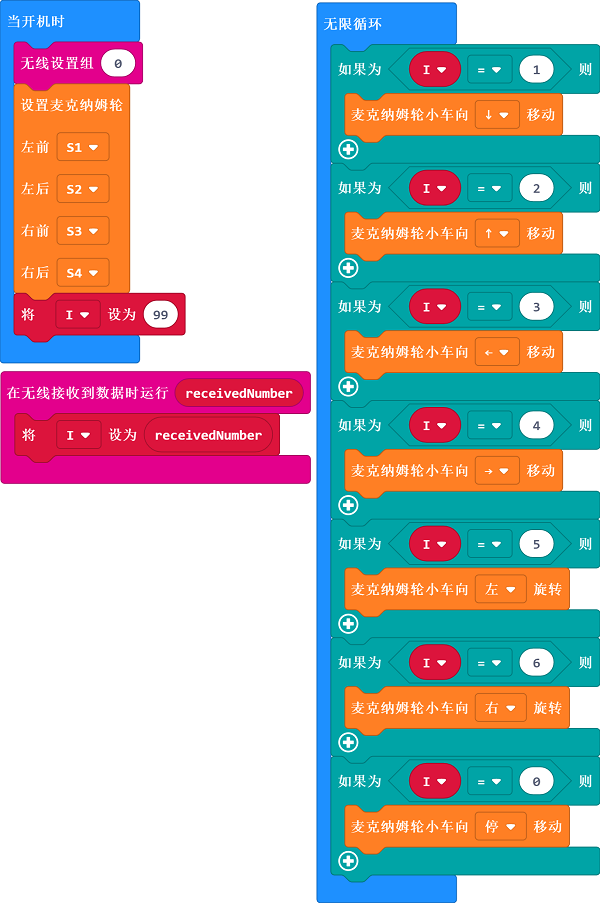 当开机时
无线设置组 0
设置麦克纳姆轮
左前 S1
左后 S2
右前 S3
右后 S4
将 I 设为 99
在无线接收到数据时运行 receivedNumber
将 I 设为 receivedNumber
无限循环
如果为 I = 1 则
麦克纳姆轮小车向 ↓ 移动
如果为 I = 2 则
麦克纳姆轮小车向 ↑ 移动
如果为 I = 3 则
麦克纳姆轮小车向 ← 移动
如果为 I = 4 则
麦克纳姆轮小车向 → 移动
如果为 I = 5 则
麦克纳姆轮小车向 左 旋转
如果为 I = 6 则
麦克纳姆轮小车向 右 旋转
如果为 I = 0 则
麦克纳姆轮小车向 停 移动